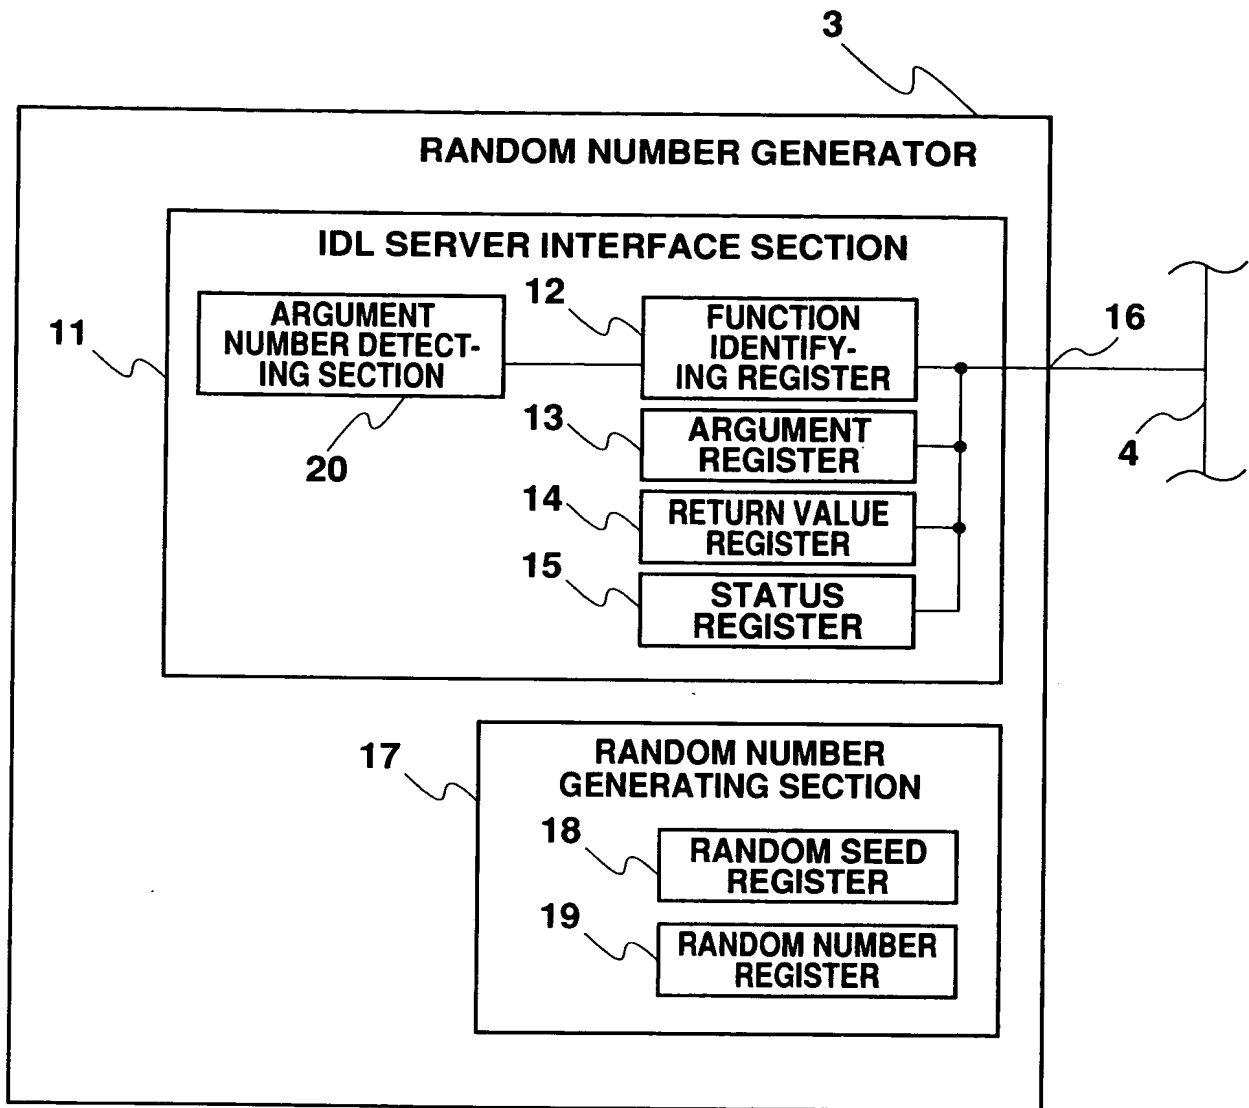 3
RANDOM NUMBER GENERATOR
IDL SERVER INTERFACE SECTION
11
ARGUMENT
NUMBER DETECT-
ING SECTION
20
12
FUNCTION
IDENTIFY-
ING REGISTER
16
13
ARGUMENT
REGISTER
4
14
RETURN VALUE
REGISTER
15
STATUS
REGISTER
17
RANDOM NUMBER
GENERATING SECTION
18
RANDOM SEED
REGISTER
19
RANDOM NUMBER
REGISTER